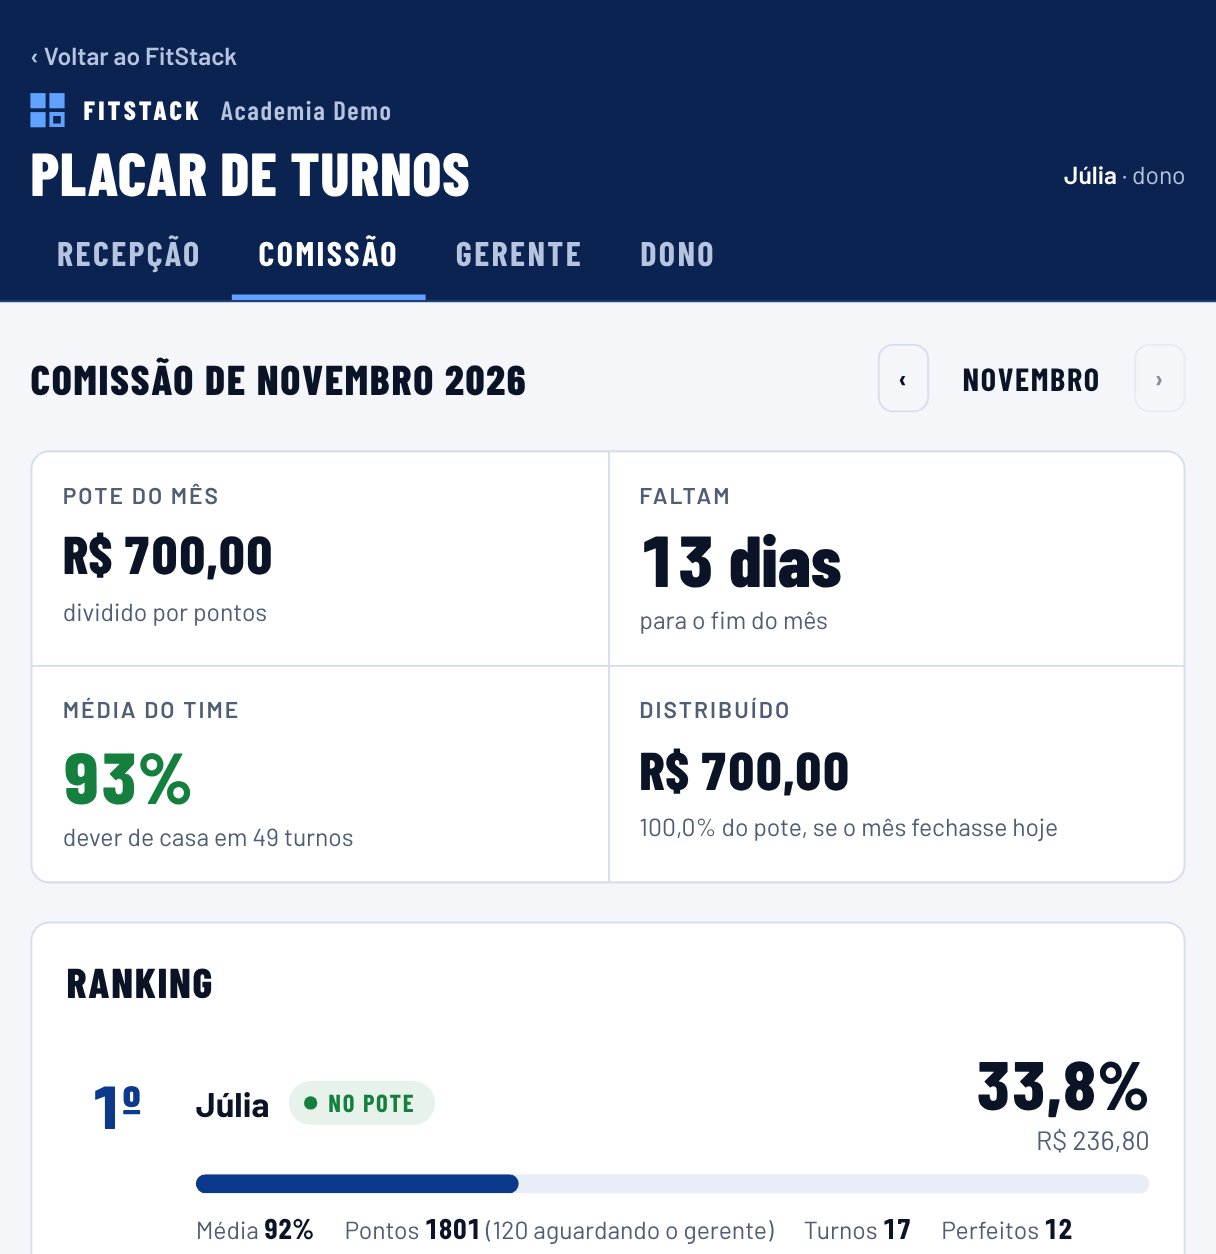 ‹ Voltar ao FitStack
FITSTACK Academia Demo
PLACAR DE TURNOS
Júlia · dono
RECEPÇÃO COMISSÃO GERENTE DONO
COMISSÃO DE NOVEMBRO 2026
‹ NOVEMBRO ›
POTE DO MÊS
R$ 700,00
dividido por pontos
FALTAM
13 dias
para o fim do mês
MÉDIA DO TIME
93%
dever de casa em 49 turnos
DISTRIBUÍDO
R$ 700,00
100,0% do pote, se o mês fechasse hoje
RANKING
1º Júlia NO POTE
33,8%
R$ 236,80
Média 92% Pontos 1801 (120 aguardando o gerente) Turnos 17 Perfeitos 12